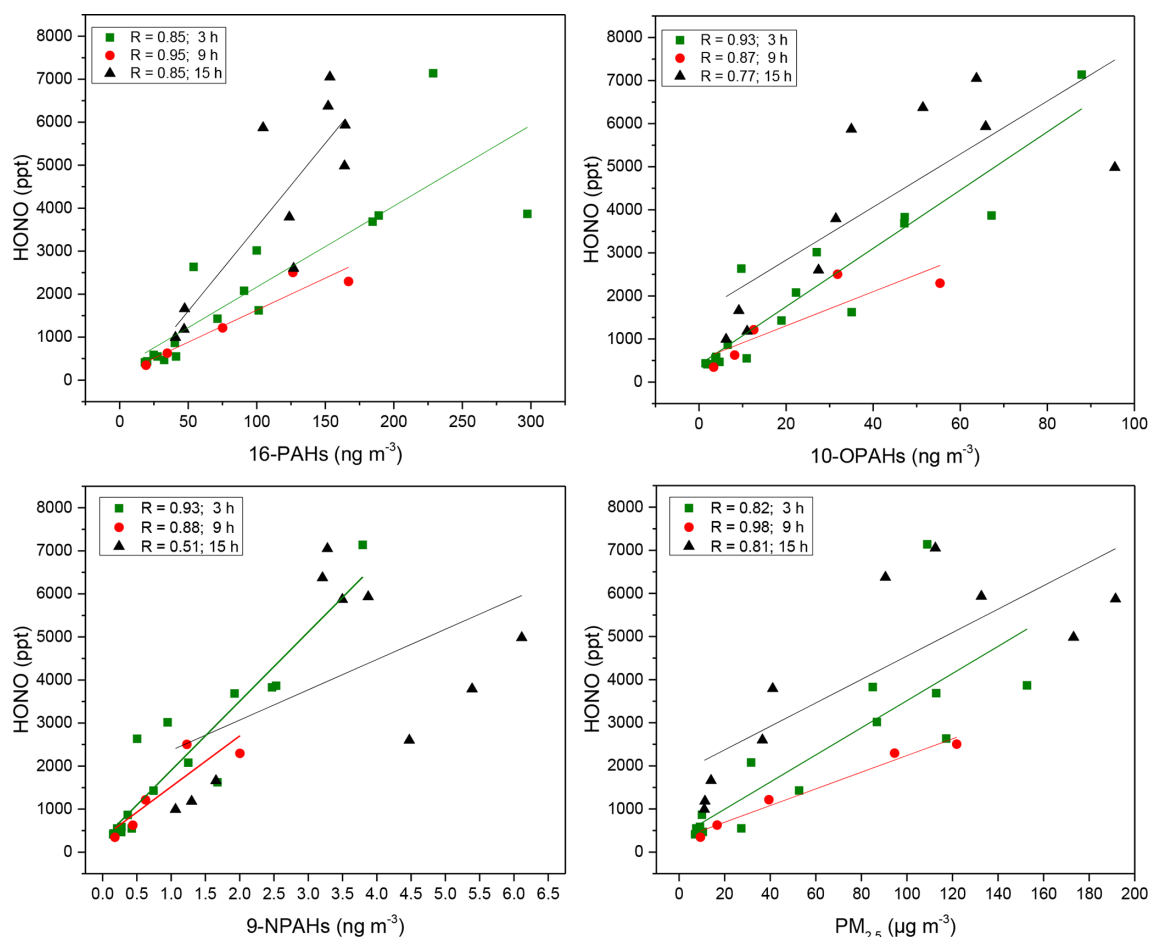 8000
7000
6000
5000
4000
3000
2000
1000
0
HONO (ppt)
R = 0.85; 3 h
R = 0.95; 9 h
R = 0.85; 15 h
0 50 100 150 200 250 300
16-PAHs (ng m⁻³)
8000
7000
6000
5000
4000
3000
2000
1000
0
HONO (ppt)
R = 0.93; 3 h
R = 0.87; 9 h
R = 0.77; 15 h
0 20 40 60 80 100
10-OPAHs (ng m⁻³)
8000
7000
6000
5000
4000
3000
2000
1000
0
HONO (ppt)
R = 0.93; 3 h
R = 0.88; 9 h
R = 0.51; 15 h
0.0 0.5 1.0 1.5 2.0 2.5 3.0 3.5 4.0 4.5 5.0 5.5 6.0 6.5
9-NPAHs (ng m⁻³)
8000
7000
6000
5000
4000
3000
2000
1000
0
HONO (ppt)
R = 0.82; 3 h
R = 0.98; 9 h
R = 0.81; 15 h
0 20 40 60 80 100 120 140 160 180 200
PM₂.₅ (µg m⁻³)